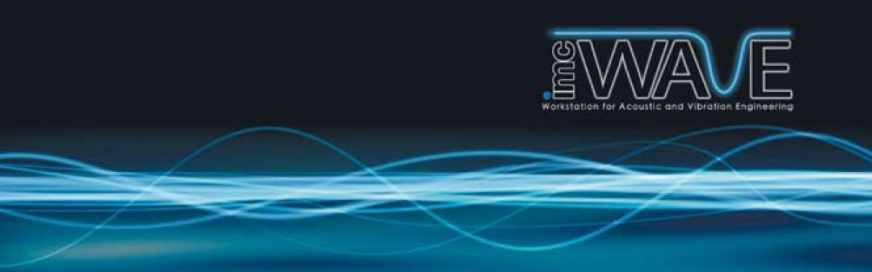 .imc WAVE
Workstation for Acoustic and Vibration Engineering